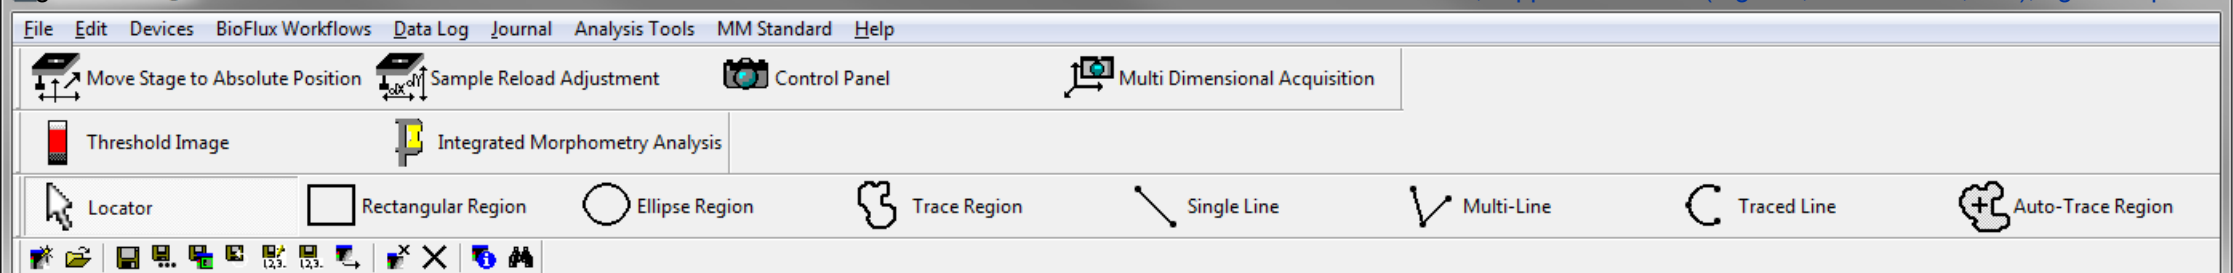 File Edit Devices BioFlux Workflows Data Log Journal Analysis Tools MM Standard Help
Move Stage to Absolute Position Sample Reload Adjustment Control Panel Multi Dimensional Acquisition
Threshold Image Integrated Morphometry Analysis
Locator Rectangular Region Ellipse Region Trace Region Single Line Multi-Line Traced Line Auto-Trace Region